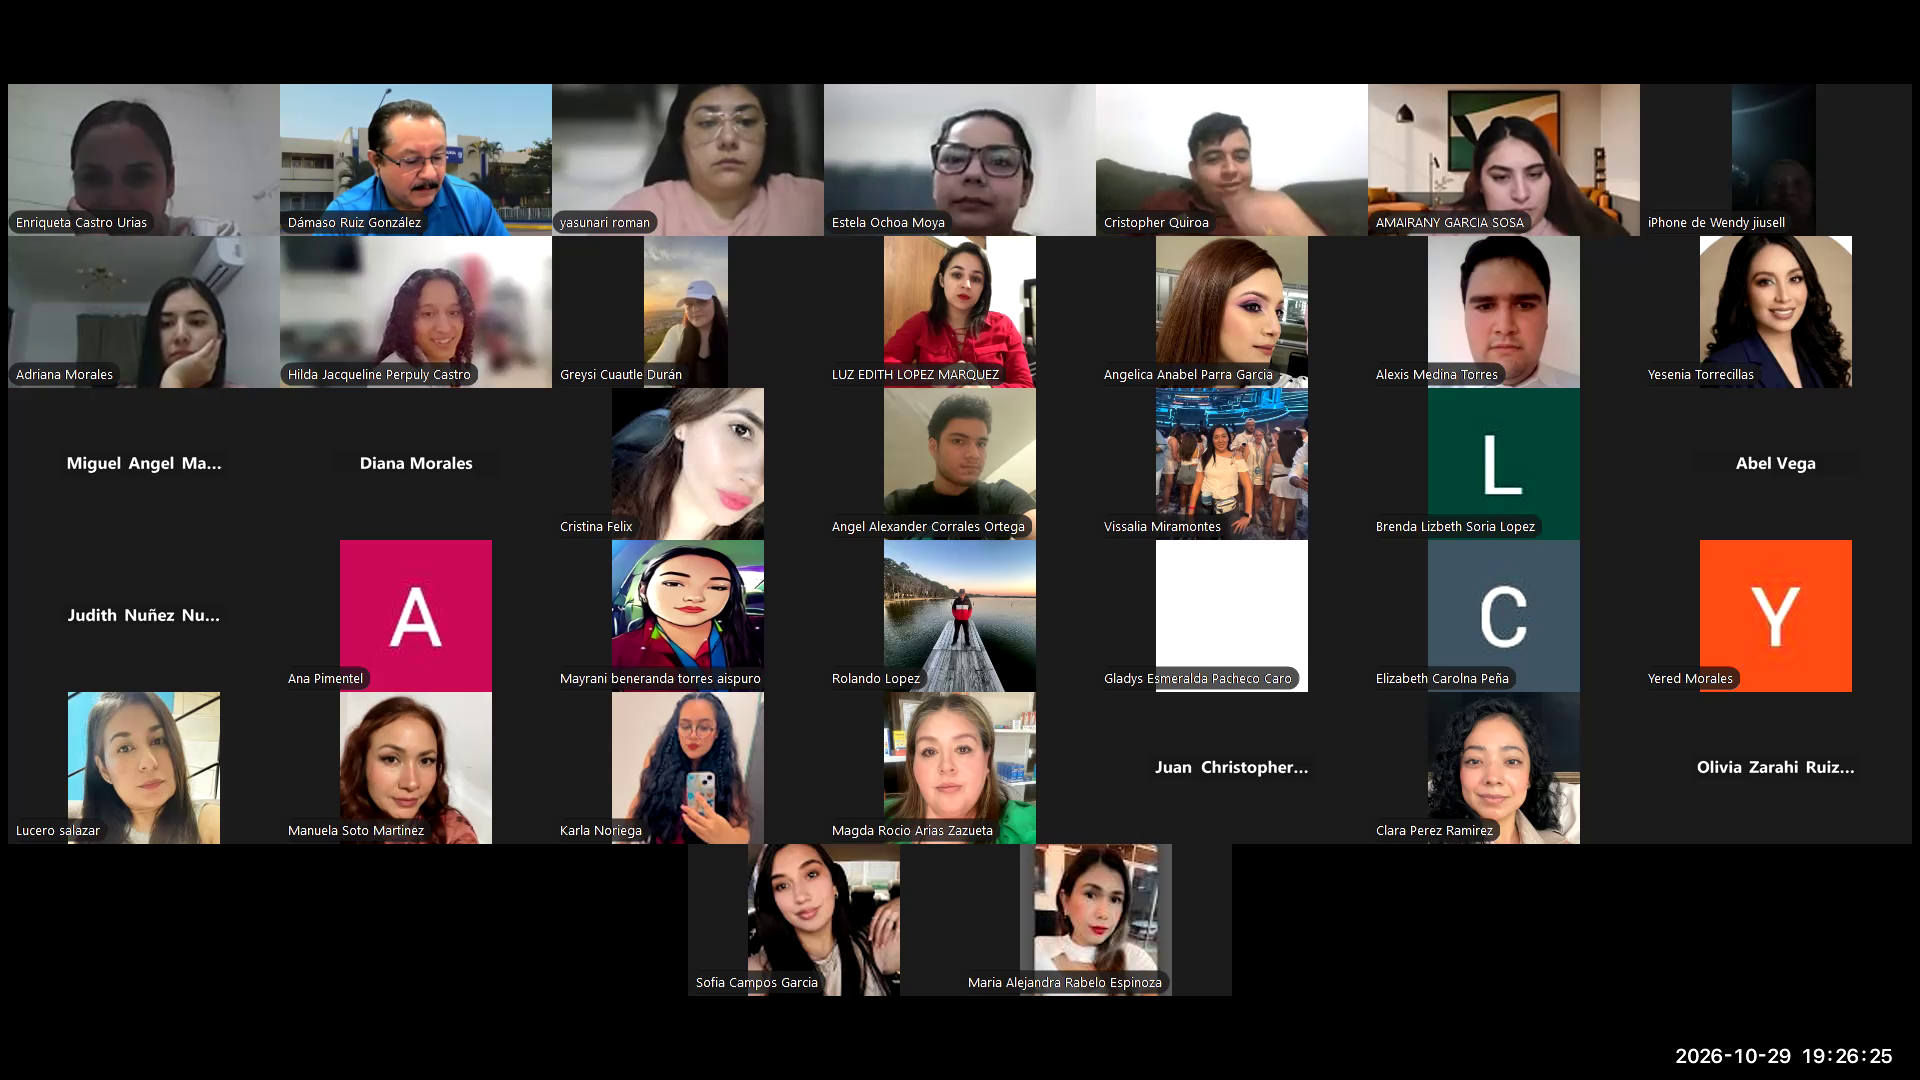 Enriqueta Castro Urias
Dámaso Ruiz González
yasunari roman
Estela Ochoa Moya
Cristopher Quiroa
AMAIRANY GARCIA SOSA
iPhone de Wendy jiusell
Adriana Morales
Hilda Jacqueline Perpuly Castro
Greysi Cuautle Durán
LUZ EDITH LOPEZ MARQUEZ
Angelica Anabel Parra Garcia
Alexis Medina Torres
Yesenia Torrecillas
Miguel Angel Ma...
Diana Morales
Cristina Felix
Angel Alexander Corrales Ortega
Vissalia Miramontes
L
Brenda Lizbeth Soria Lopez
Abel Vega
Judith Nuñez Nu...
A
Ana Pimentel
Mayrani beneranda torres aispuro
Rolando Lopez
Gladys Esmeralda Pacheco Caro
C
Elizabeth Carolna Peña
Y
Yered Morales
Lucero salazar
Manuela Soto Martinez
Karla Noriega
Magda Rocio Arias Zazueta
Juan Christopher...
Clara Perez Ramirez
Olivia Zarahi Ruiz...
Sofia Campos Garcia
Maria Alejandra Rabelo Espinoza
2026-10-29 19:26:25